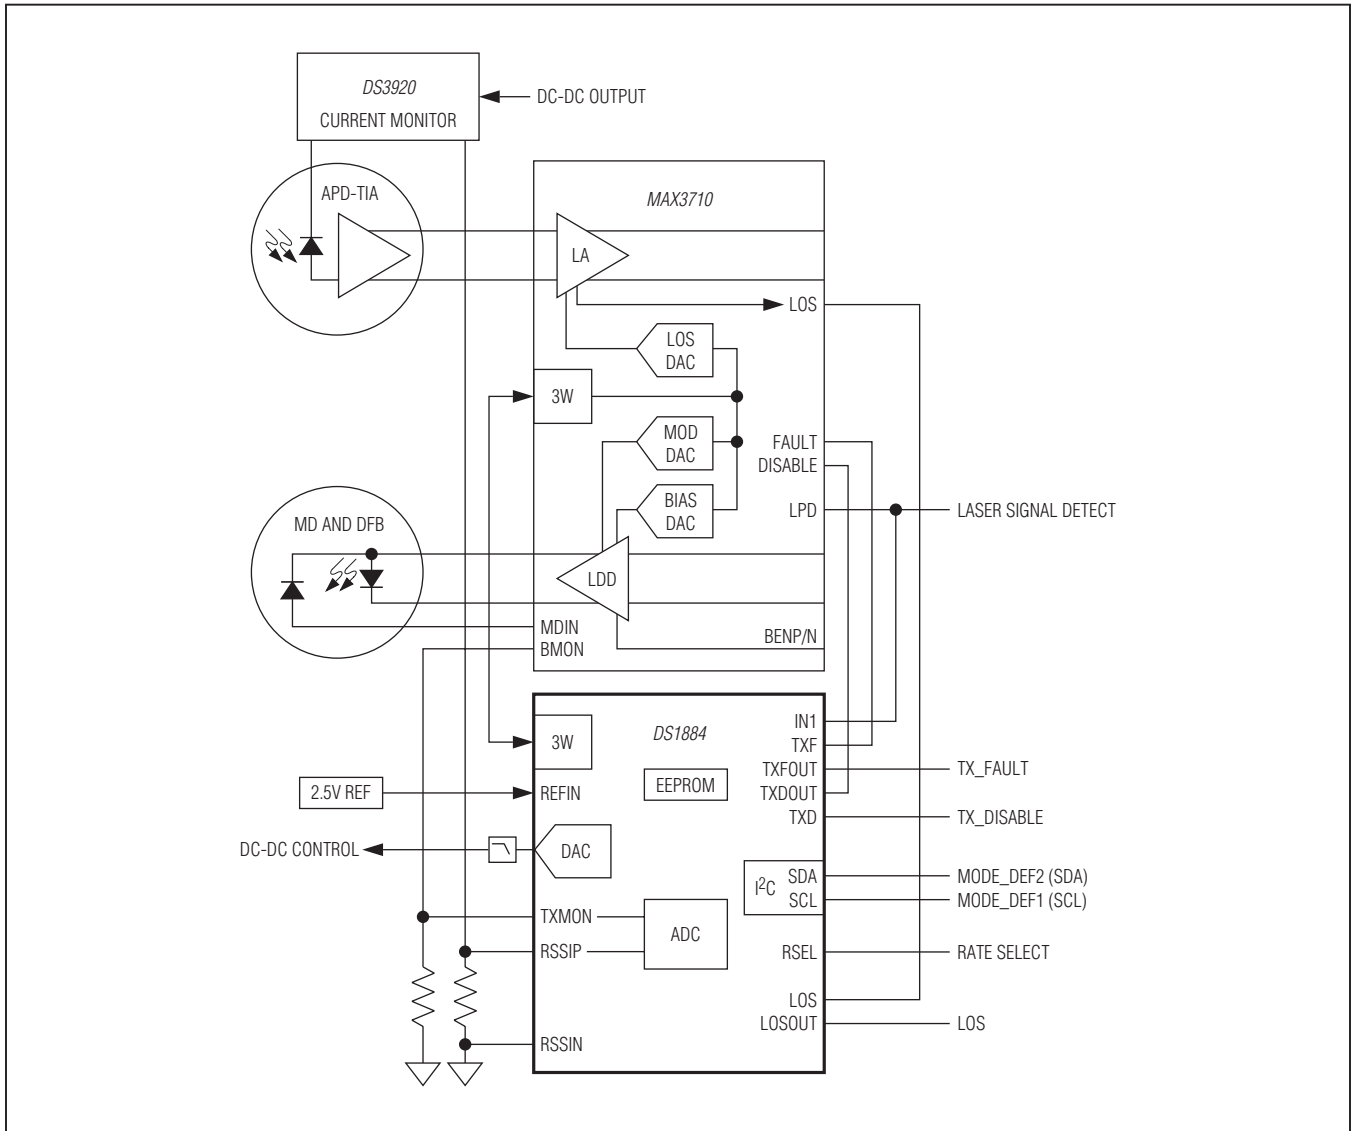 DS3920
CURRENT MONITOR
DC-DC OUTPUT
APD-TIA
MAX3710
LA
LOS
LOS
DAC
3W
MOD
DAC
FAULT
DISABLE
BIAS
DAC
LPD
LASER SIGNAL DETECT
MD AND DFB
LDD
MDIN
BMON
BENP/N
DS1884
3W
IN1
TXF
EEPROM
TXFOUT
TX_FAULT
2.5V REF
REFIN
TXDOUT
TXD
TX_DISABLE
DC-DC CONTROL
DAC
I²C
SDA
MODE_DEF2 (SDA)
SCL
MODE_DEF1 (SCL)
TXMON
ADC
RSSIP
RSEL
RATE SELECT
LOS
LOSOUT
LOS
RSSIN